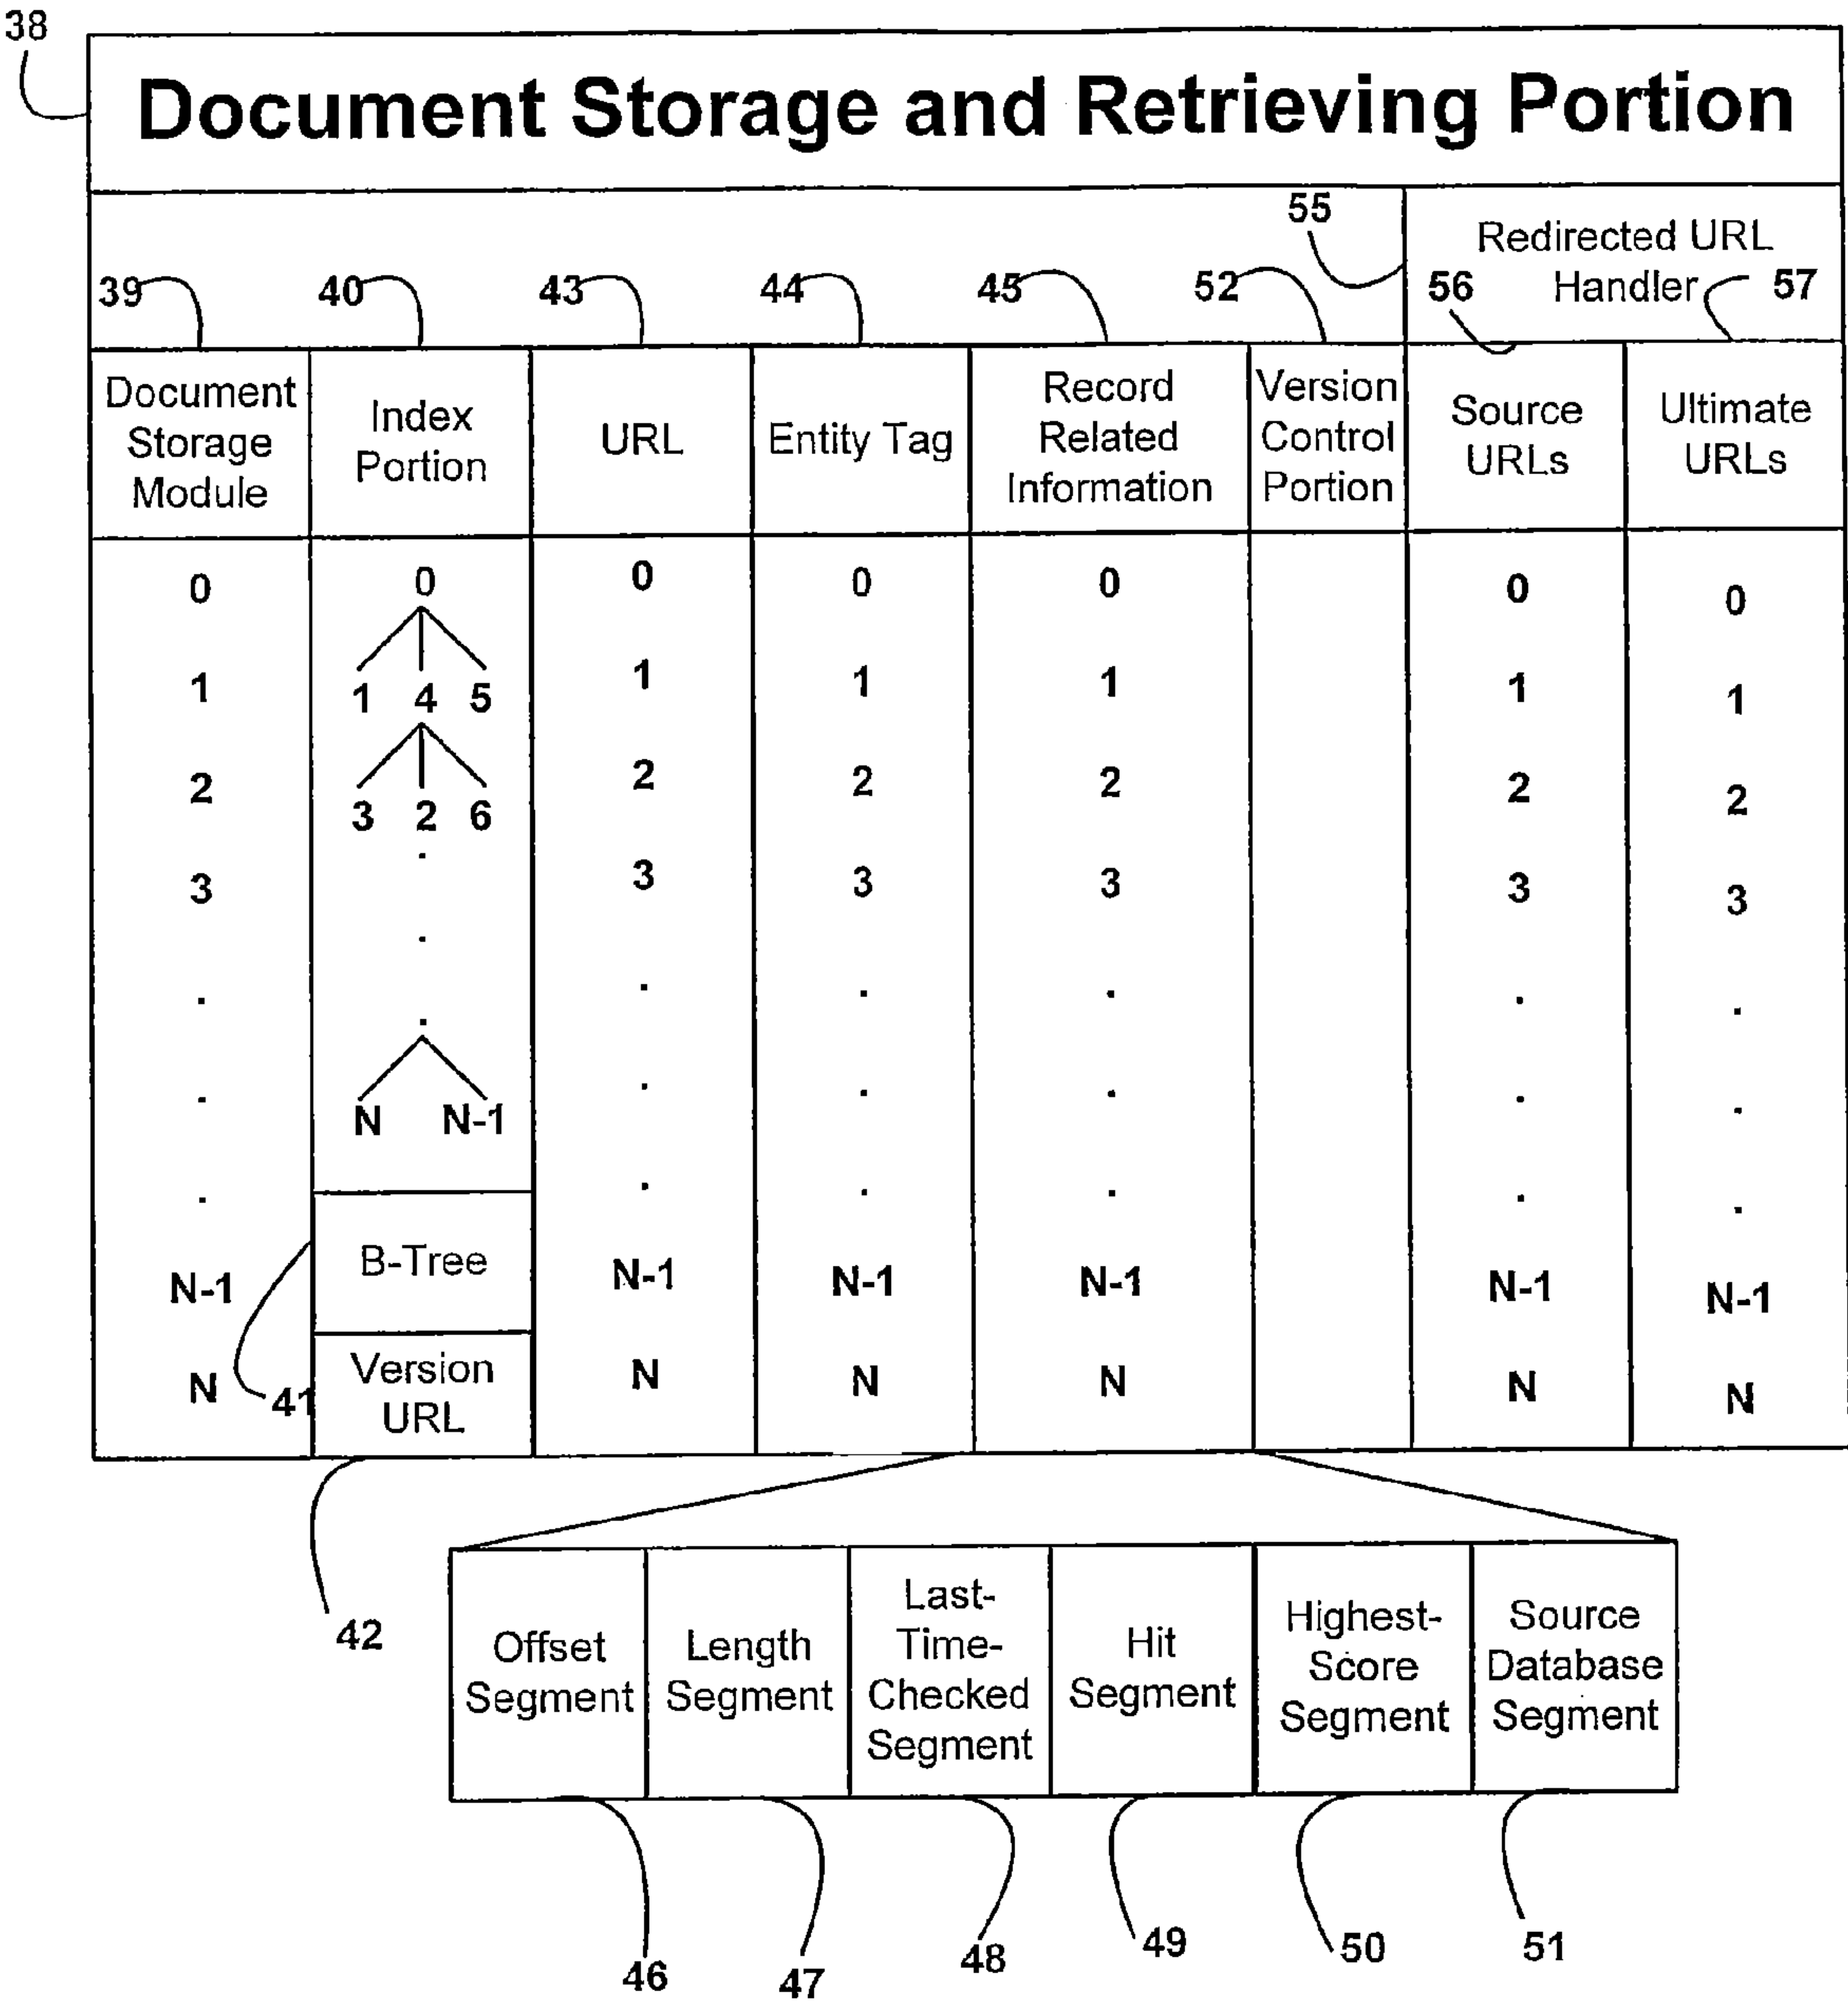 38
Document Storage and Retrieving Portion
55
Redirected URL
Handler
39 40 43 44 45 52 56 57
Document
Storage
Module
Index
Portion
URL
Entity Tag
Record
Related
Information
Version
Control
Portion
Source
URLs
Ultimate
URLs
0 0 0 0 0 0 0
1 1 4 5 1 1 1 1 1
2 3 2 6 2 2 2 2 2
3 . 3 3 3 3 3
.
. . . . . . .
. N N-1 . . . . .
. . . . . .
N-1 B-Tree N-1 N-1 N-1 N-1 N-1
N 41 Version
URL N N N N N
42
Offset
Segment
Length
Segment
Last-
Time-
Checked
Segment
Hit
Segment
Highest-
Score
Segment
Source
Database
Segment
46 47 48 49 50 51